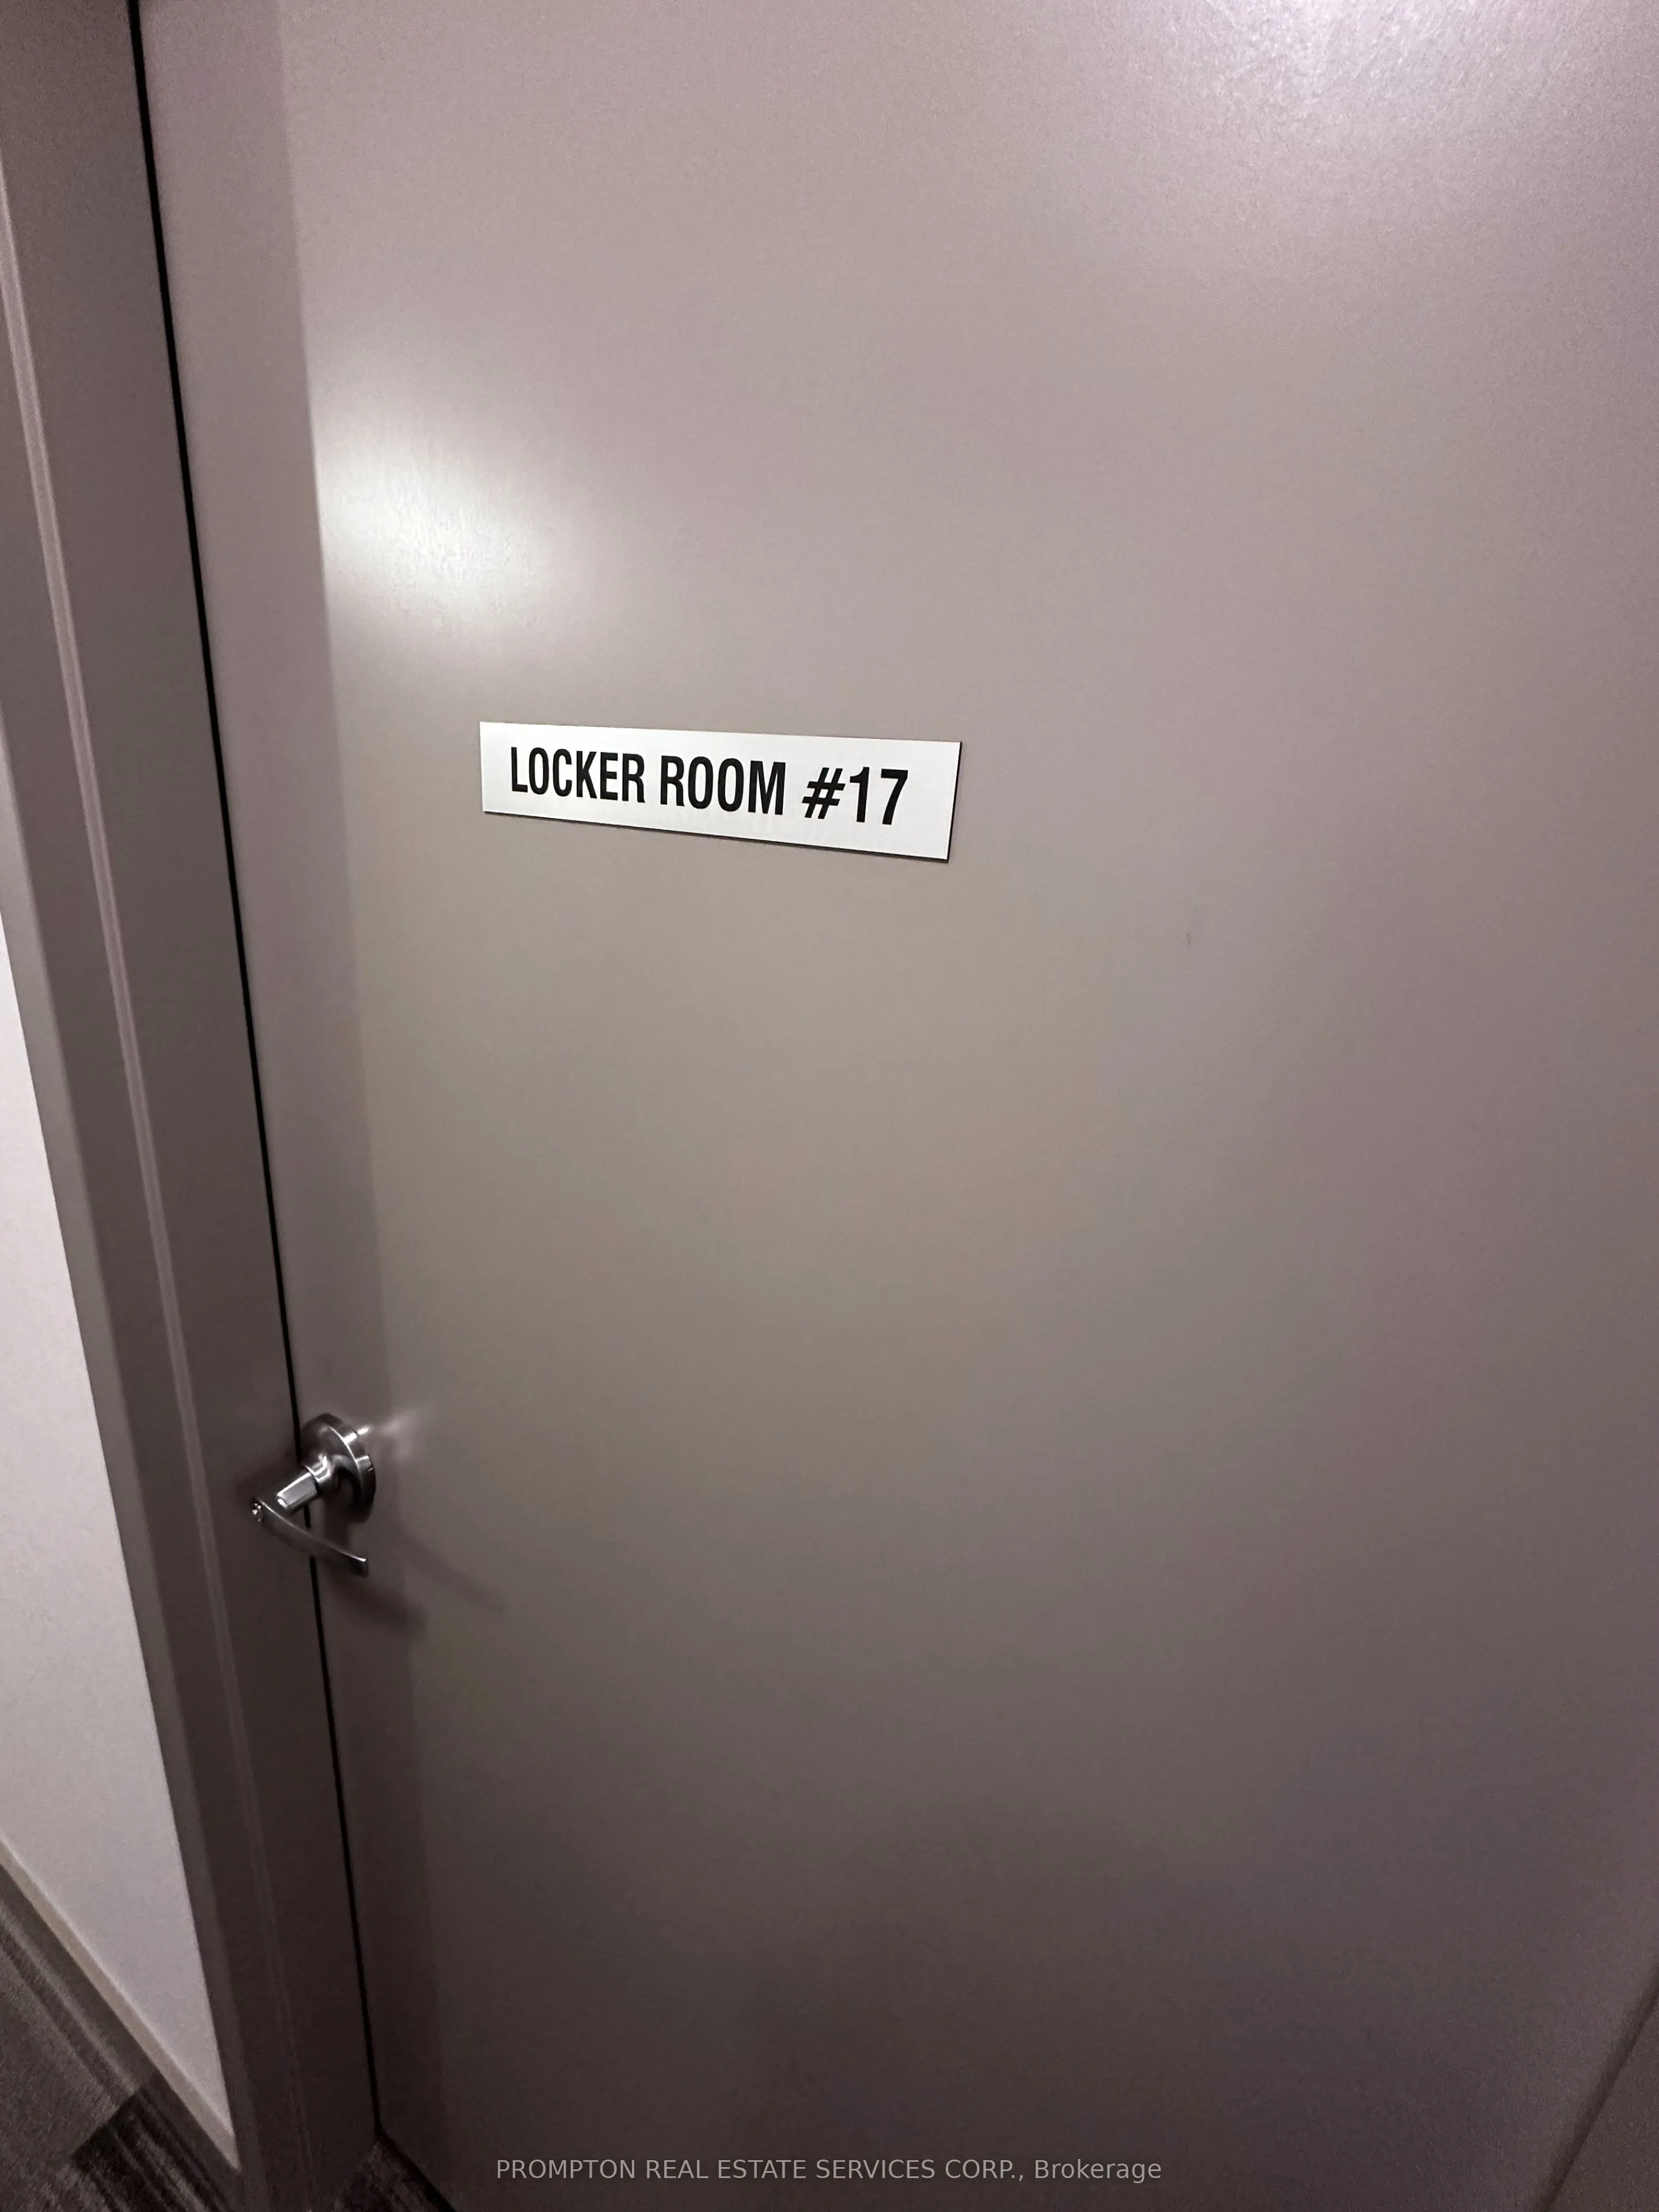 LOCKER ROOM #17
PROMPTON REAL ESTATE SERVICES CORP., Brokerage